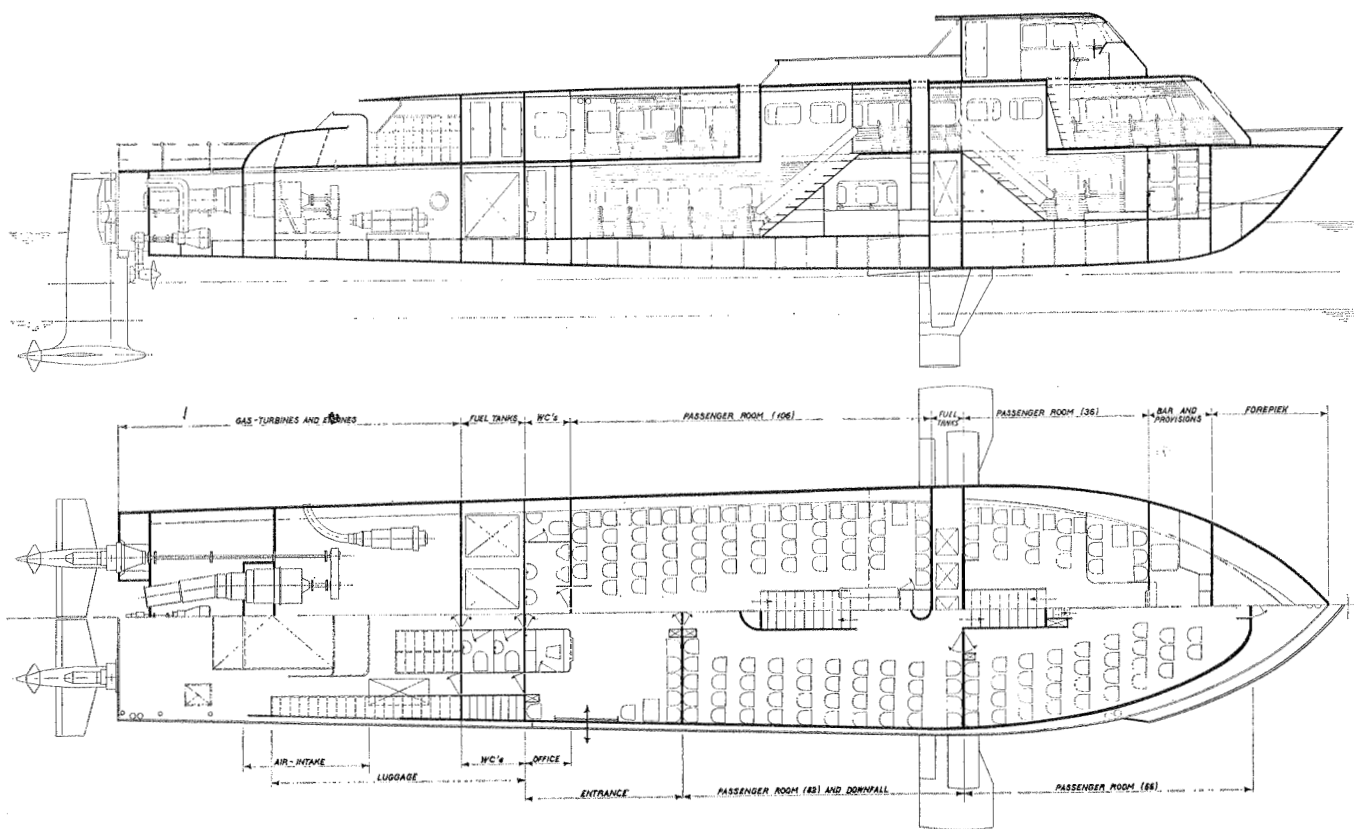 GAS-TURBINES AND ENGINES
FUEL TANKS
WC's
PASSENGER ROOM (106)
FUEL
TANKS
PASSENGER ROOM (36)
BAR AND
PROVISIONS
FOREPIEK
AIR-INTAKE
LUGGAGE
WC's
OFFICE
ENTRANCE
PASSENGER ROOM (82) AND DOWNFALL
PASSENGER ROOM (66)